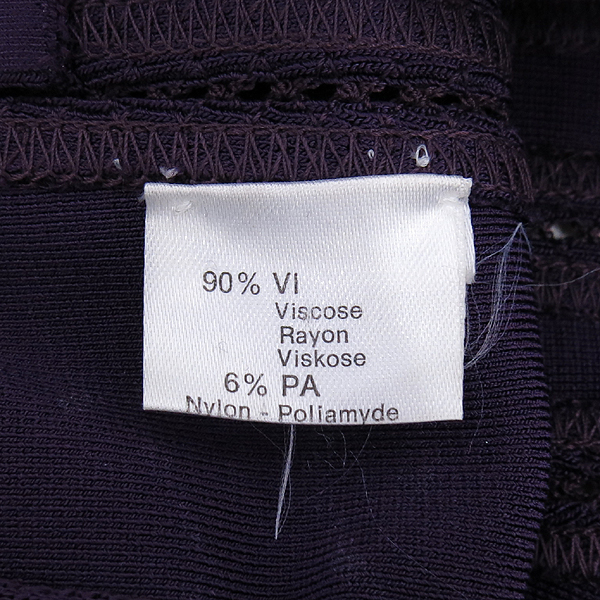 90% VI
Viscose
Rayon
Viskose
6% PA
Nylon - Poliamyde